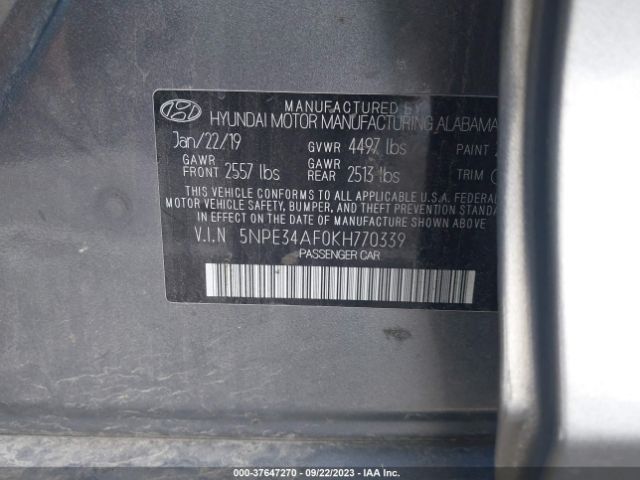 MANUFACTURED BY
HYUNDAI MOTOR MANUFACTURING ALABAMA
Jan/22/19 GVWR 4497 lbs PAINT
GAWR FRONT 2557 lbs GAWR REAR 2513 lbs TRIM
THIS VEHICLE CONFORMS TO ALL APPLICABLE U.S.A. FEDERAL
MOTOR VEHICLE SAFETY, BUMPER, AND THEFT PREVENTION STANDARDS
IN EFFECT ON THE DATE OF MANUFACTURE SHOWN ABOVE
V.I.N 5NPE34AF0KH770339
PASSENGER CAR
000-37647270 - 09/22/2023 - IAA Inc.